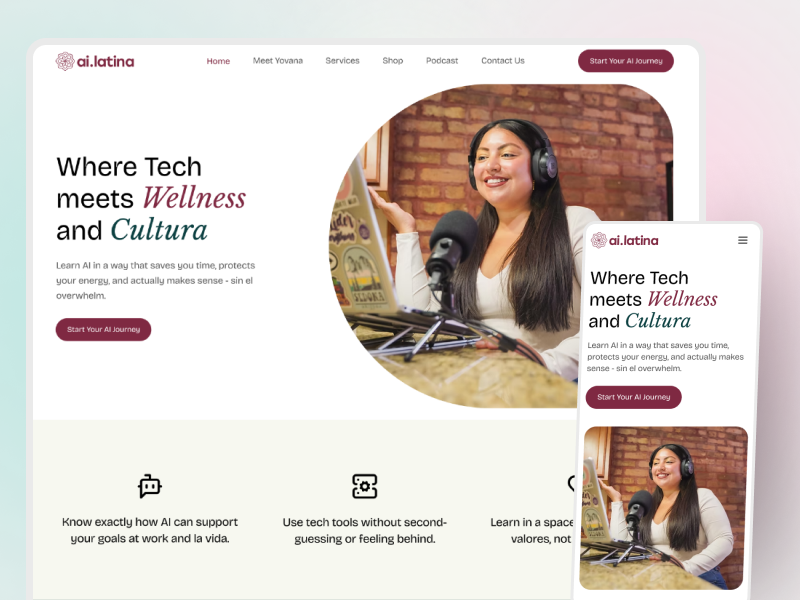 ai.latina
Home Meet Yovana Services Shop Podcast Contact Us Start Your AI Journey
Where Tech
meets Wellness
and Cultura
Learn AI in a way that saves you time, protects
your energy, and actually makes sense - sin el
overwhelm.
Start Your AI Journey
SEDONA
Know exactly how AI can support
your goals at work and la vida.
Use tech tools without second-
guessing or feeling behind.
Learn in a space
valores, not
ai.latina
Where Tech
meets Wellness
and Cultura
Learn AI in a way that saves you time,
protects your energy, and actually makes
sense - sin el overwhelm.
Start Your AI Journey